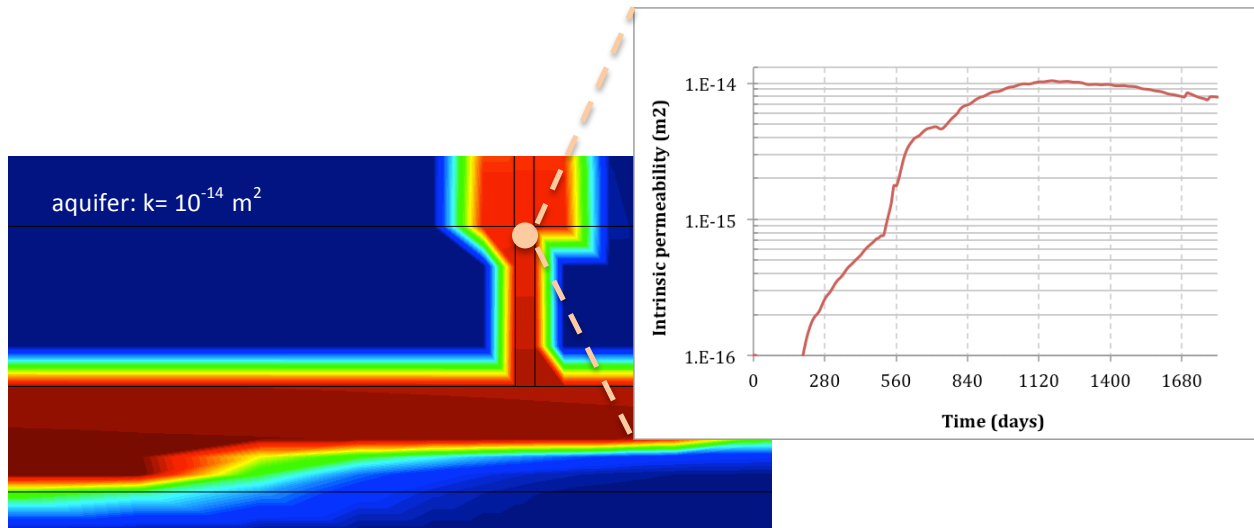 aquifer: k= 10⁻¹⁴ m²
Intrinsic permeability (m2)
1.E-14
1.E-15
1.E-16
0 280 560 840 1120 1400 1680
Time (days)